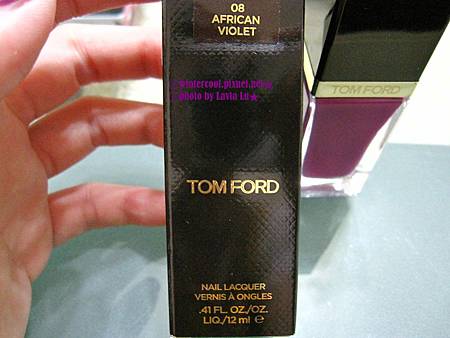 08
AFRICAN
VIOLET
wintercool.pixnet.net★
photo by Lavia Lu★
TOM FORD
TOM FORD
NAIL LACQUER
VERNIS À ONGLES
.41 FL. OZ./OZ.
LIQ./12 ml ℮